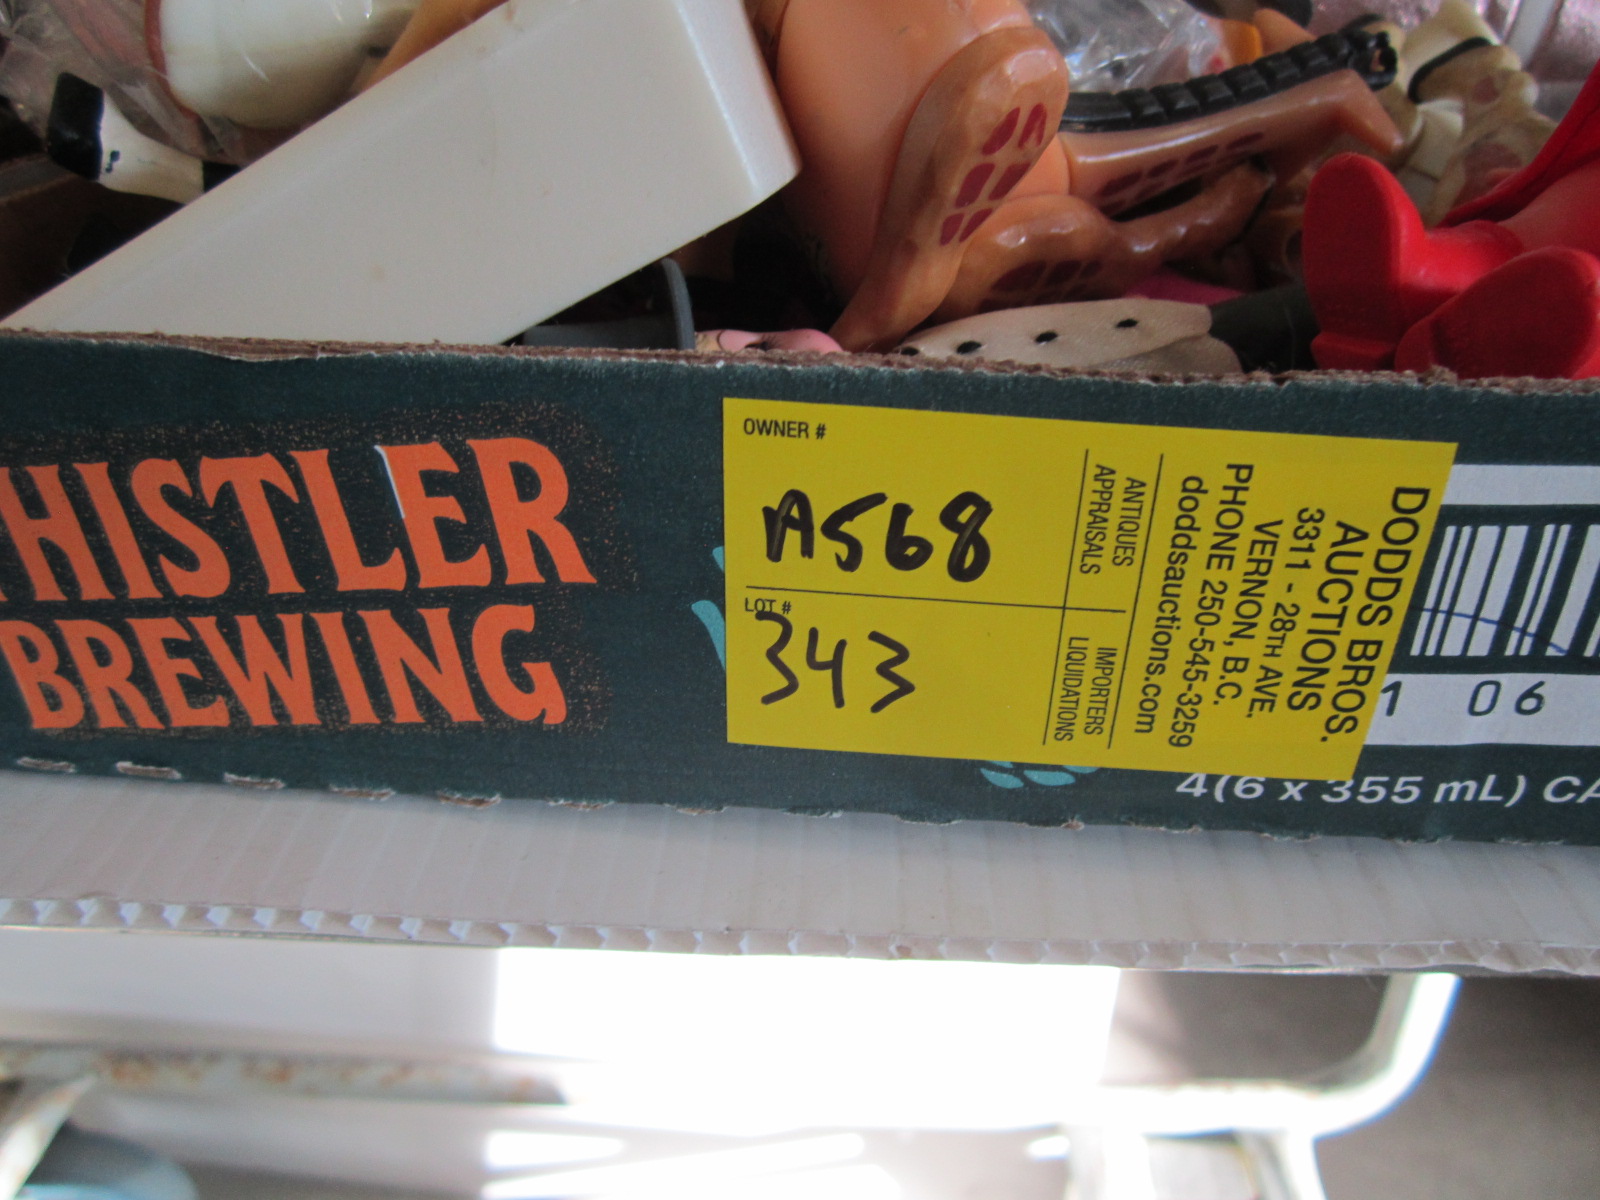 HISTLER
BREWING
OWNER #
A568
LOT #
343
ANTIQUES
APPRAISALS
IMPORTERS
LIQUIDATIONS
DODDS BROS.
AUCTIONS
3311 - 28TH AVE.
VERNON, B.C.
PHONE 250-545-3259
doddsauctions.com
1 06
4(6 x 355 mL) CA